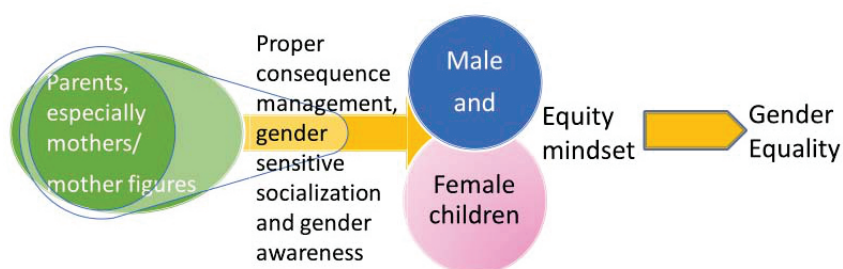 Parents,
especially
mothers/
mother figures
Proper
consequence
management,
gender
sensitive
socialization
and gender
awareness
Male
and
Female
children
Equity
mindset
Gender
Equality